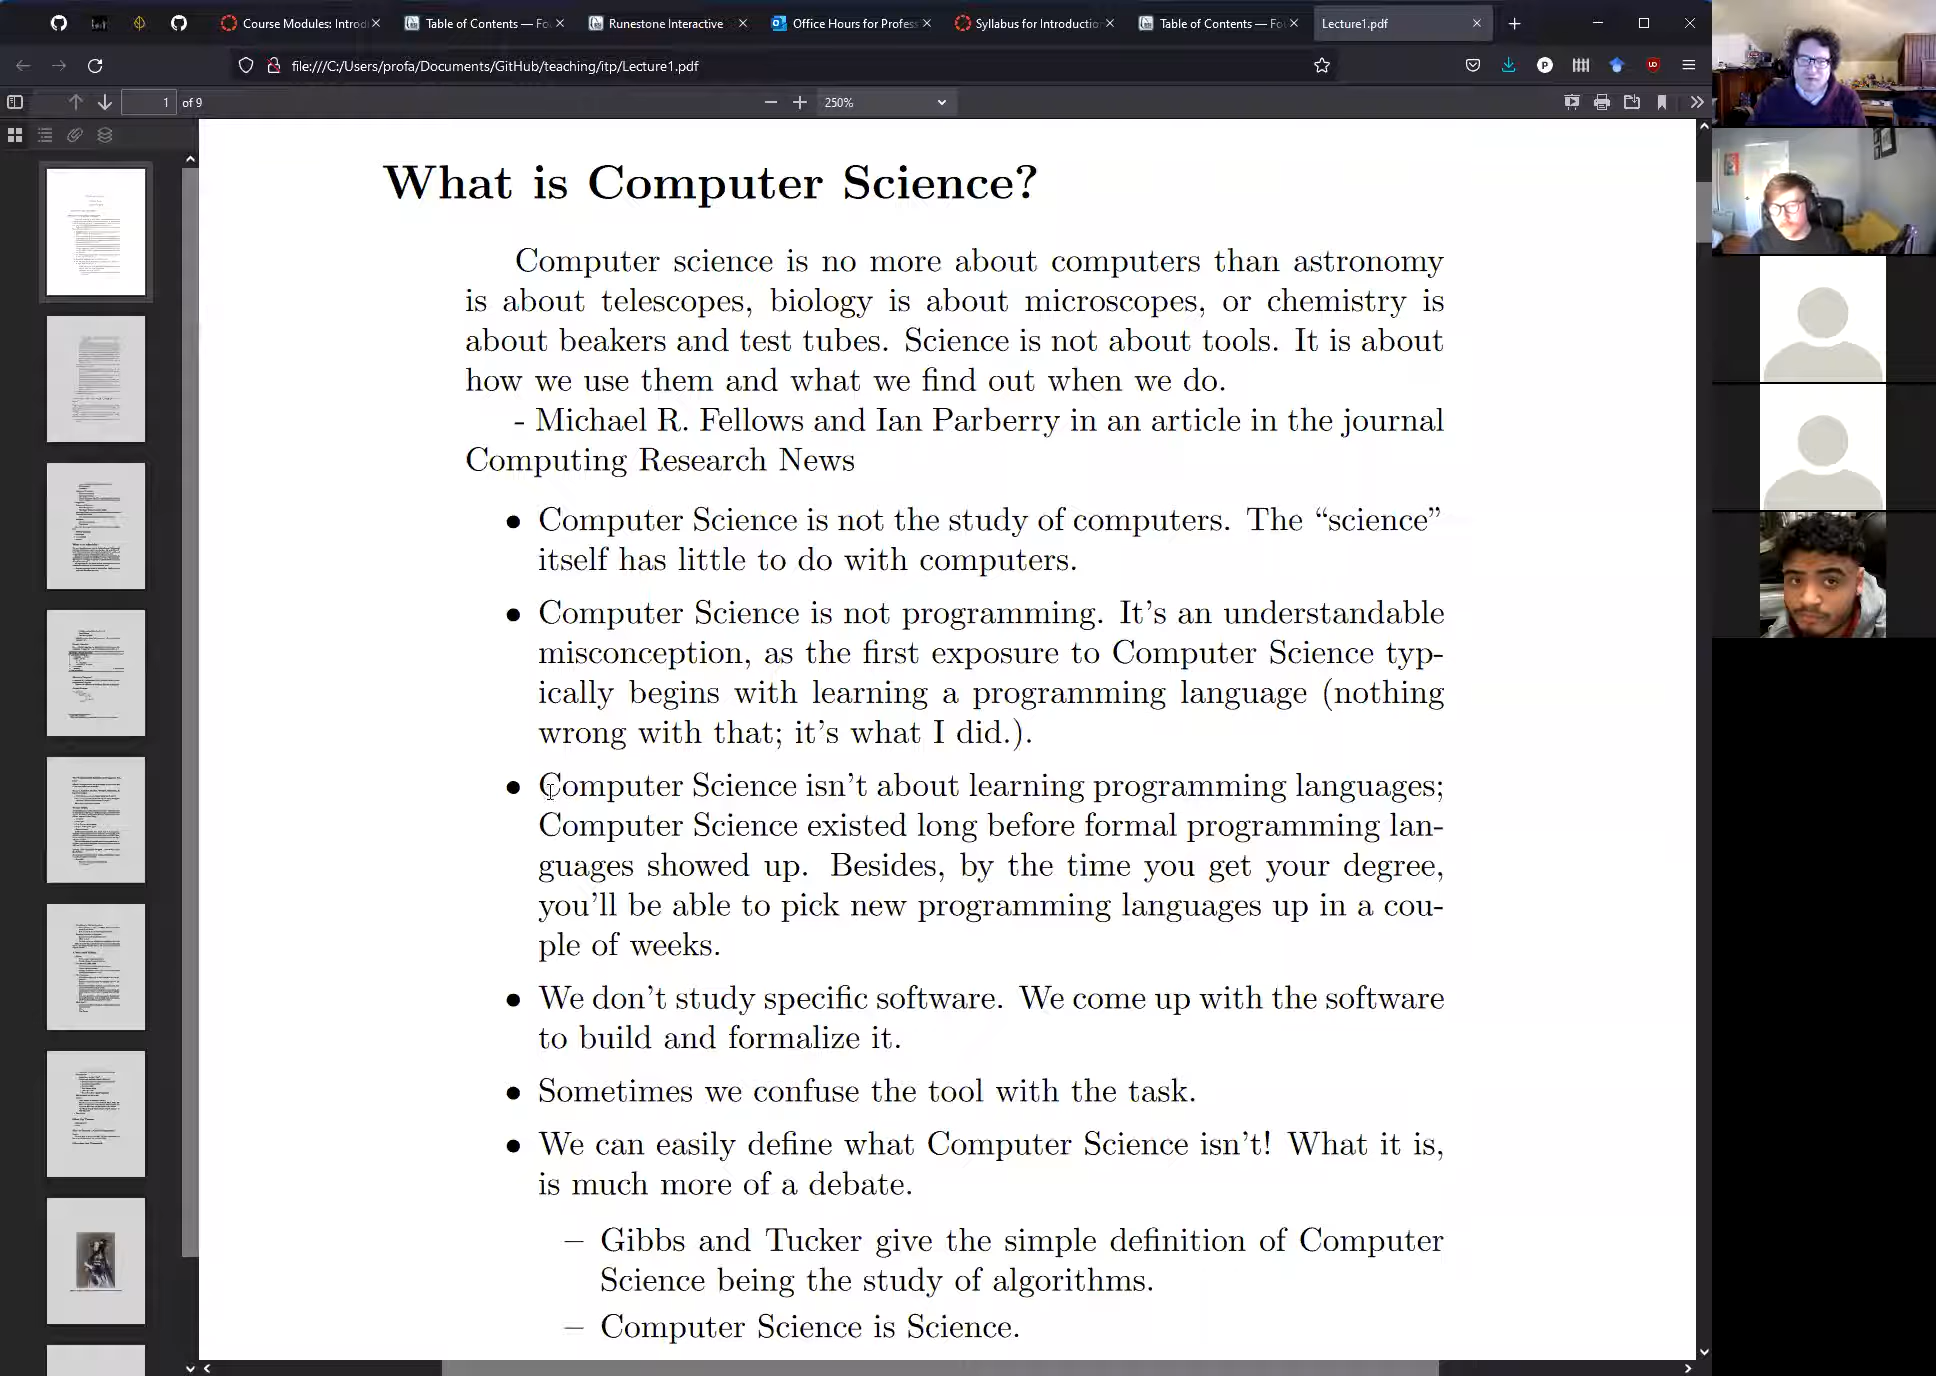 Course Modules: Introd
Table of Contents — Fou
Runestone Interactive
Office Hours for Profess
Syllabus for Introductio
Table of Contents — Fou
Lecture1.pdf
file:///C:/Users/profa/Documents/GitHub/teaching/itp/Lecture1.pdf
1 of 9
250%
What is Computer Science?
Computer science is no more about computers than astronomy
is about telescopes, biology is about microscopes, or chemistry is
about beakers and test tubes. Science is not about tools. It is about
how we use them and what we find out when we do.
- Michael R. Fellows and Ian Parberry in an article in the journal
Computing Research News
• Computer Science is not the study of computers. The “science”
itself has little to do with computers.
• Computer Science is not programming. It’s an understandable
misconception, as the first exposure to Computer Science typ-
ically begins with learning a programming language (nothing
wrong with that; it’s what I did.).
• Computer Science isn’t about learning programming languages;
Computer Science existed long before formal programming lan-
guages showed up. Besides, by the time you get your degree,
you’ll be able to pick new programming languages up in a cou-
ple of weeks.
• We don’t study specific software. We come up with the software
to build and formalize it.
• Sometimes we confuse the tool with the task.
• We can easily define what Computer Science isn’t! What it is,
is much more of a debate.
– Gibbs and Tucker give the simple definition of Computer
Science being the study of algorithms.
– Computer Science is Science.